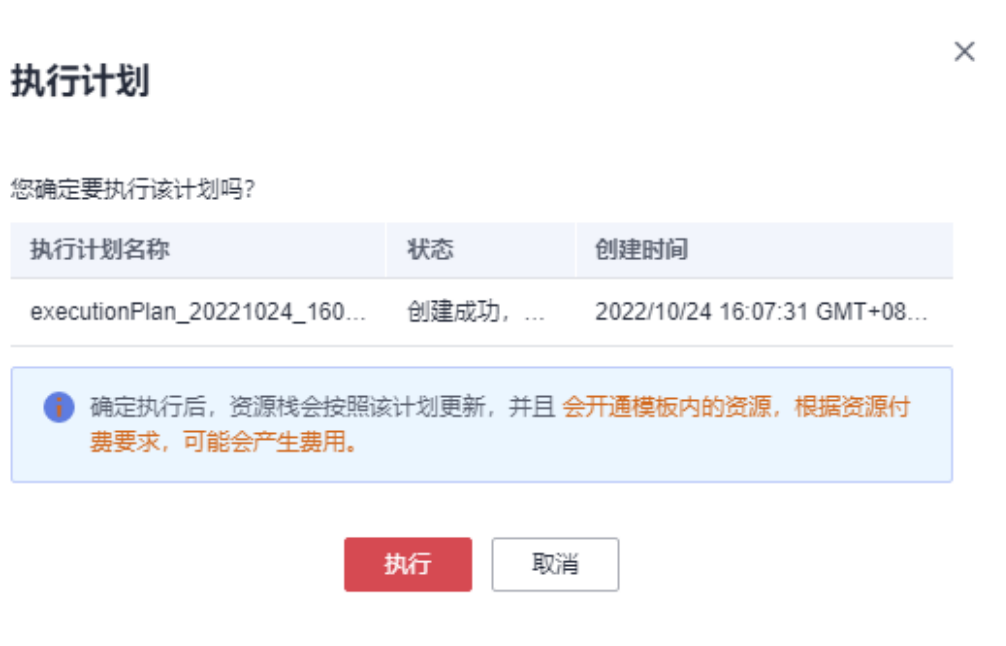 执行计划
您确定要执行该计划吗?
执行计划名称 状态 创建时间
executionPlan_20221024_160... 创建成功，... 2022/10/24 16:07:31 GMT+08...
确定执行后，资源栈会按照该计划更新，并且 会开通模板内的资源，根据资源付
费要求，可能会产生费用。
执行 取消